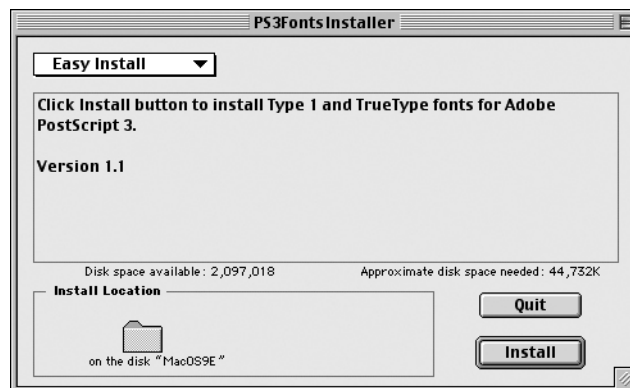 PS3FontsInstaller
Easy Install
Click Install button to install Type 1 and TrueType fonts for Adobe
PostScript 3.
Version 1.1
Disk space available: 2,097,018
Approximate disk space needed: 44,732K
Install Location
on the disk “MacOS9E”
Quit
Install